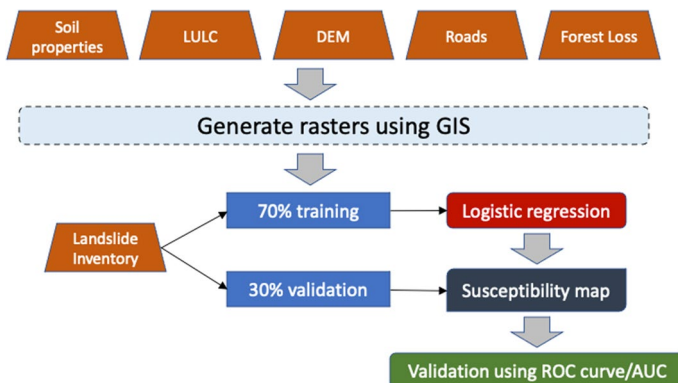 Soil
properties
LULC
DEM
Roads
Forest Loss
Generate rasters using GIS
70% training
Logistic regression
Landslide
Inventory
30% validation
Susceptibility map
Validation using ROC curve/AUC